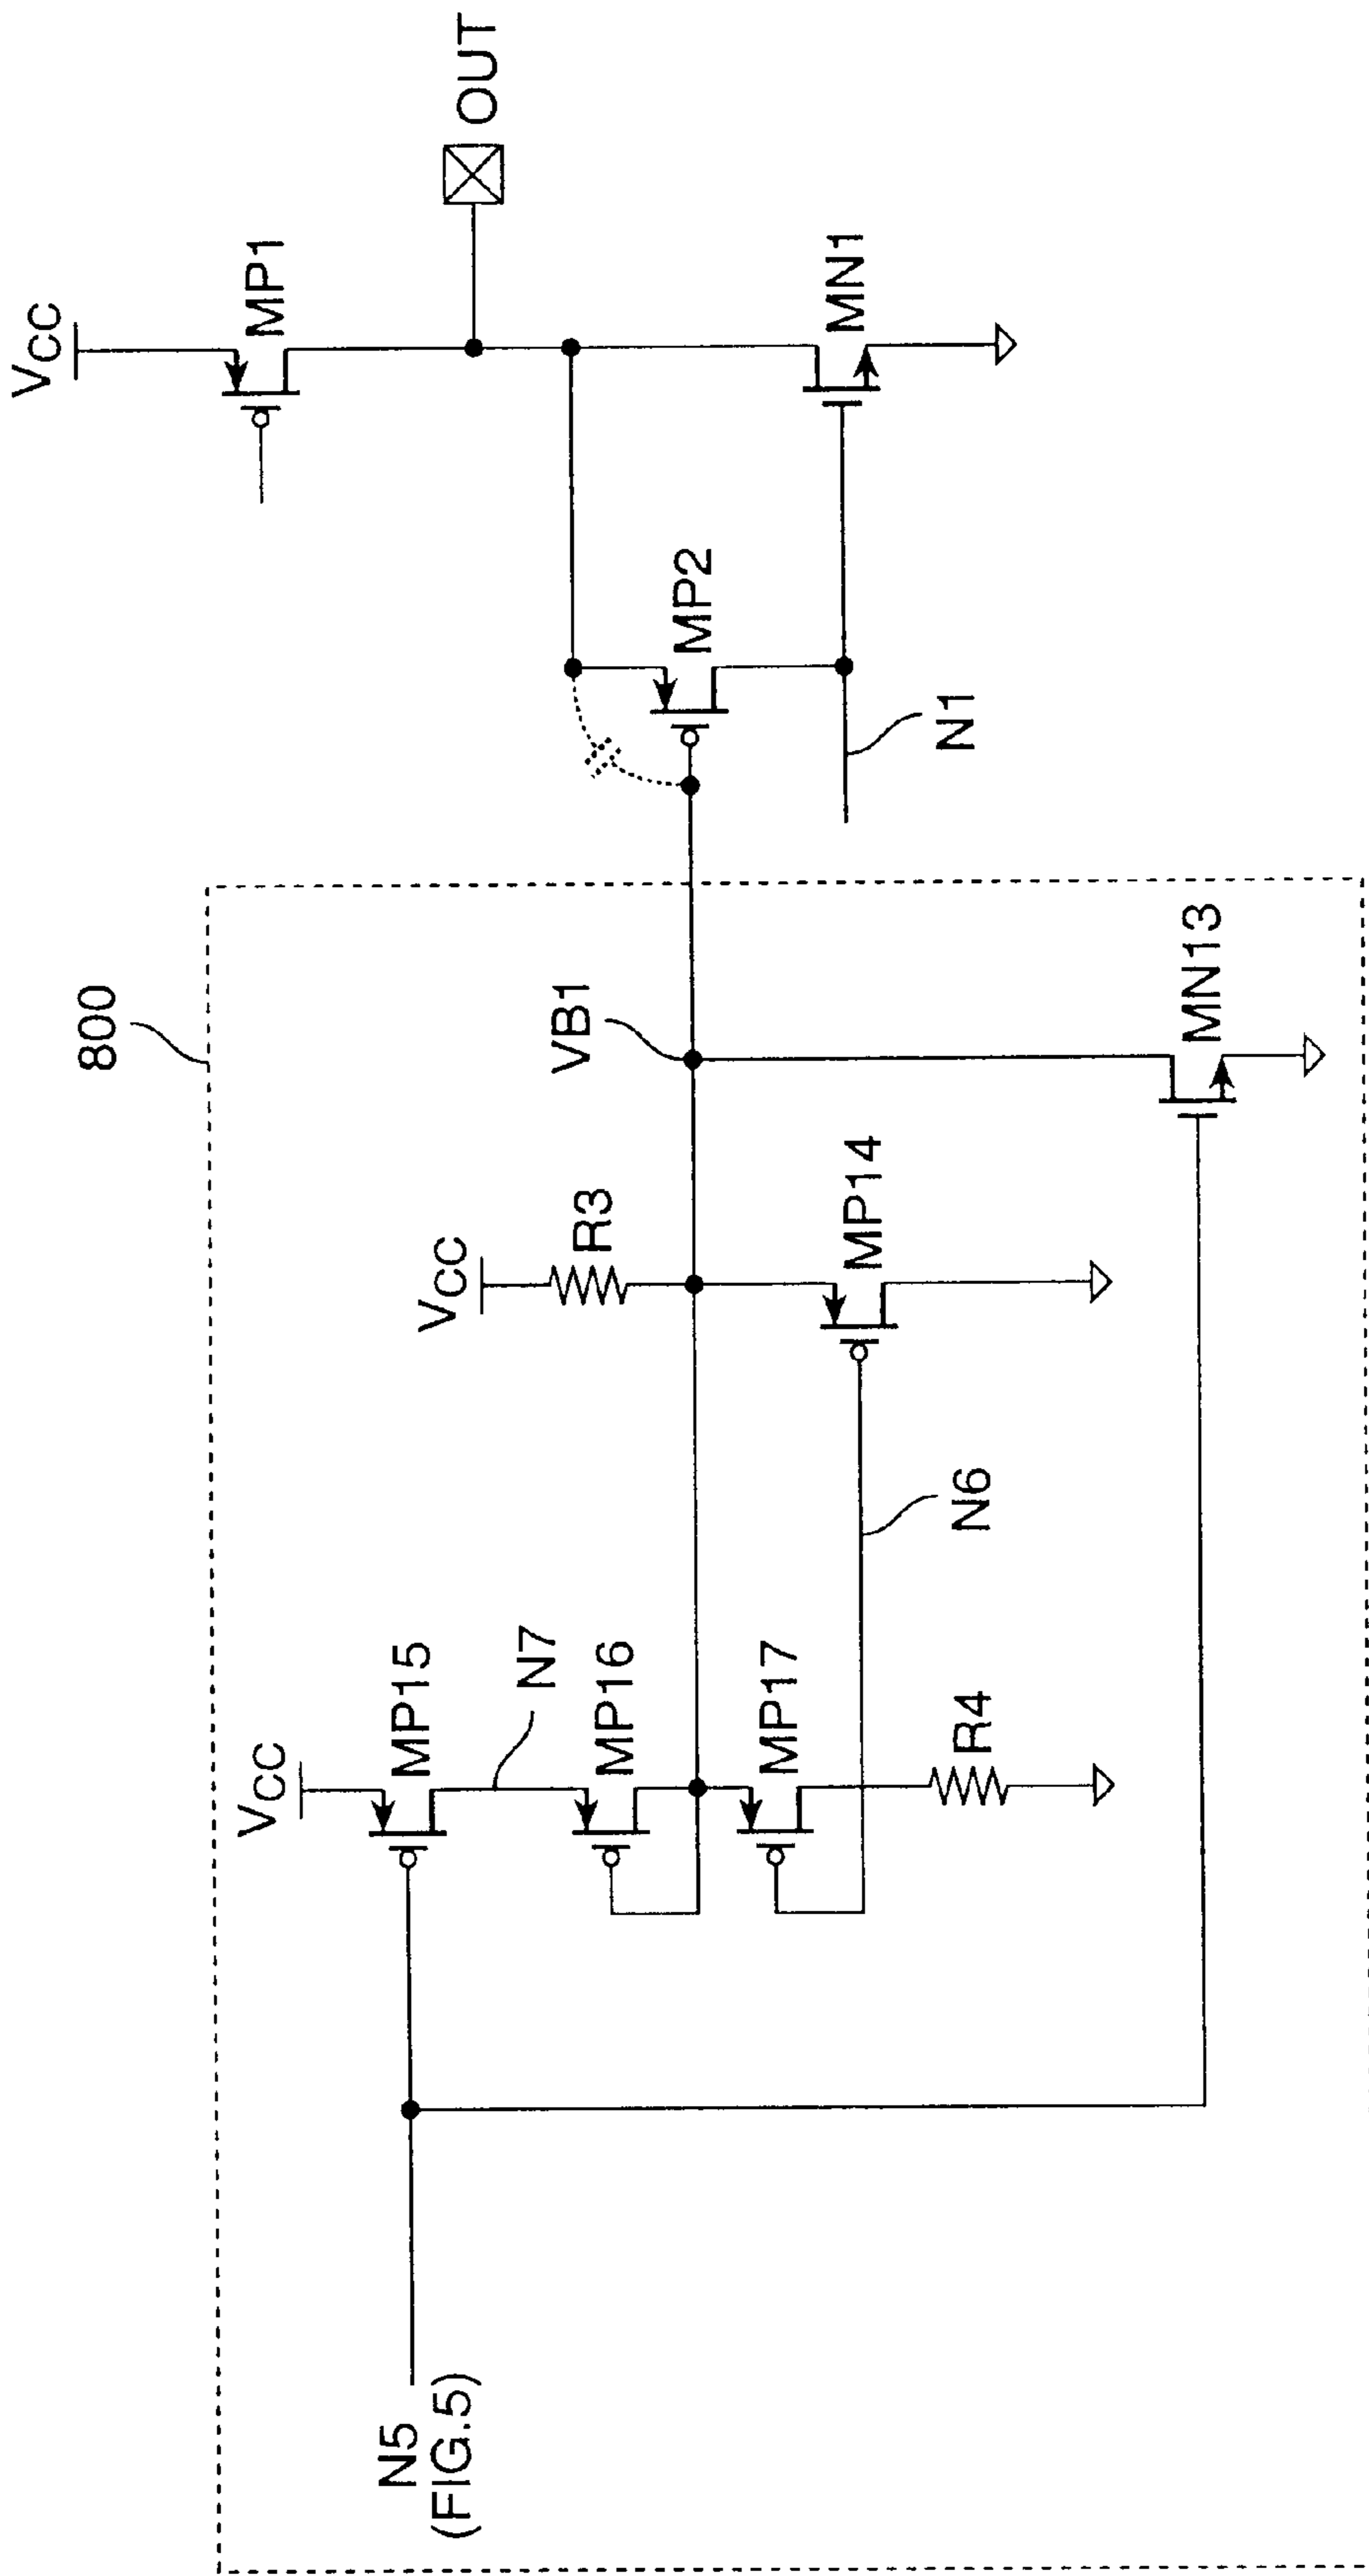 800
VCC
MP1
OUT
MP2
MN1
N1
VB1
VCC
R3
MP14
MN13
N6
VCC
MP15
N7
MP16
MP17
R4
N5
(FIG.5)